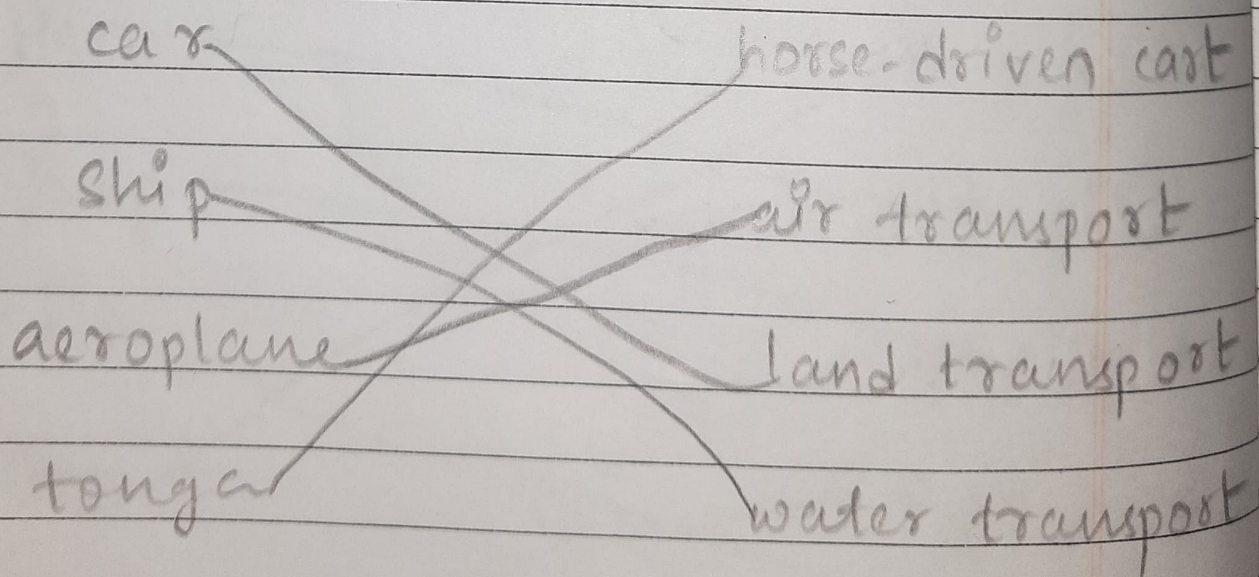 car horse-driven cart
ship air transport
aeroplane land transport
tonga water transport